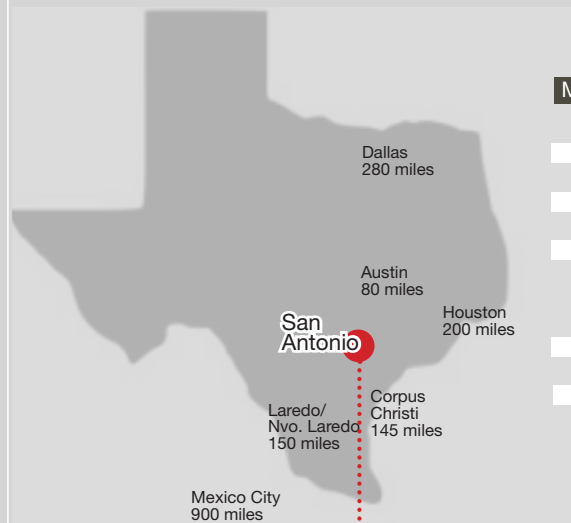 Dallas
280 miles
Austin
80 miles
Houston
200 miles
San
Antonio
Laredo/
Nvo. Laredo
150 miles
Corpus
Christi
145 miles
Mexico City
900 miles